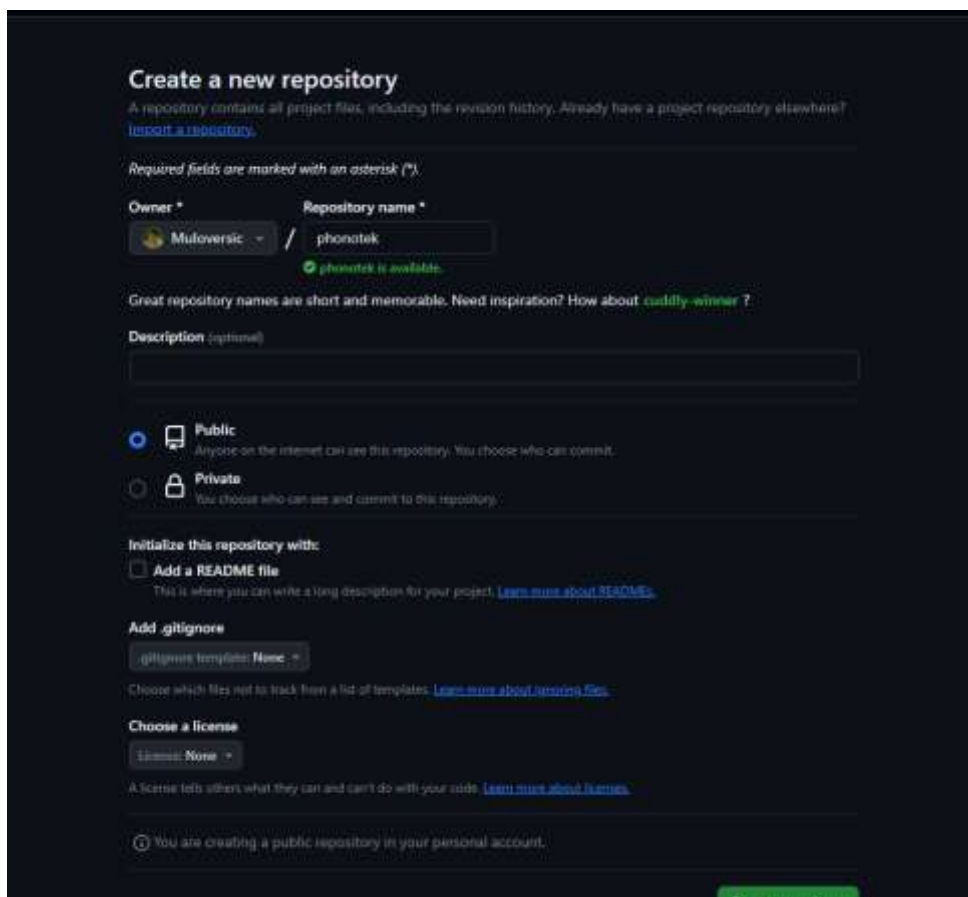 Create a new repository
A repository contains all project files, including the revision history. Already have a project repository elsewhere?
Import a repository.
Required fields are marked with an asterisk (*).
Owner * Repository name *
Muloversic / phonotek
phonotek is available.
Great repository names are short and memorable. Need inspiration? How about cuddly-winner ?
Description (optional)
Public
Anyone on the internet can see this repository. You choose who can commit.
Private
You choose who can see and commit to this repository.
Initialize this repository with:
Add a README file
This is where you can write a long description for your project. Learn more about READMEs.
Add .gitignore
.gitignore template: None
Choose which files not to track from a list of templates. Learn more about ignoring files.
Choose a license
License: None
A license tells others what they can and can't do with your code. Learn more about licenses.
You are creating a public repository in your personal account.